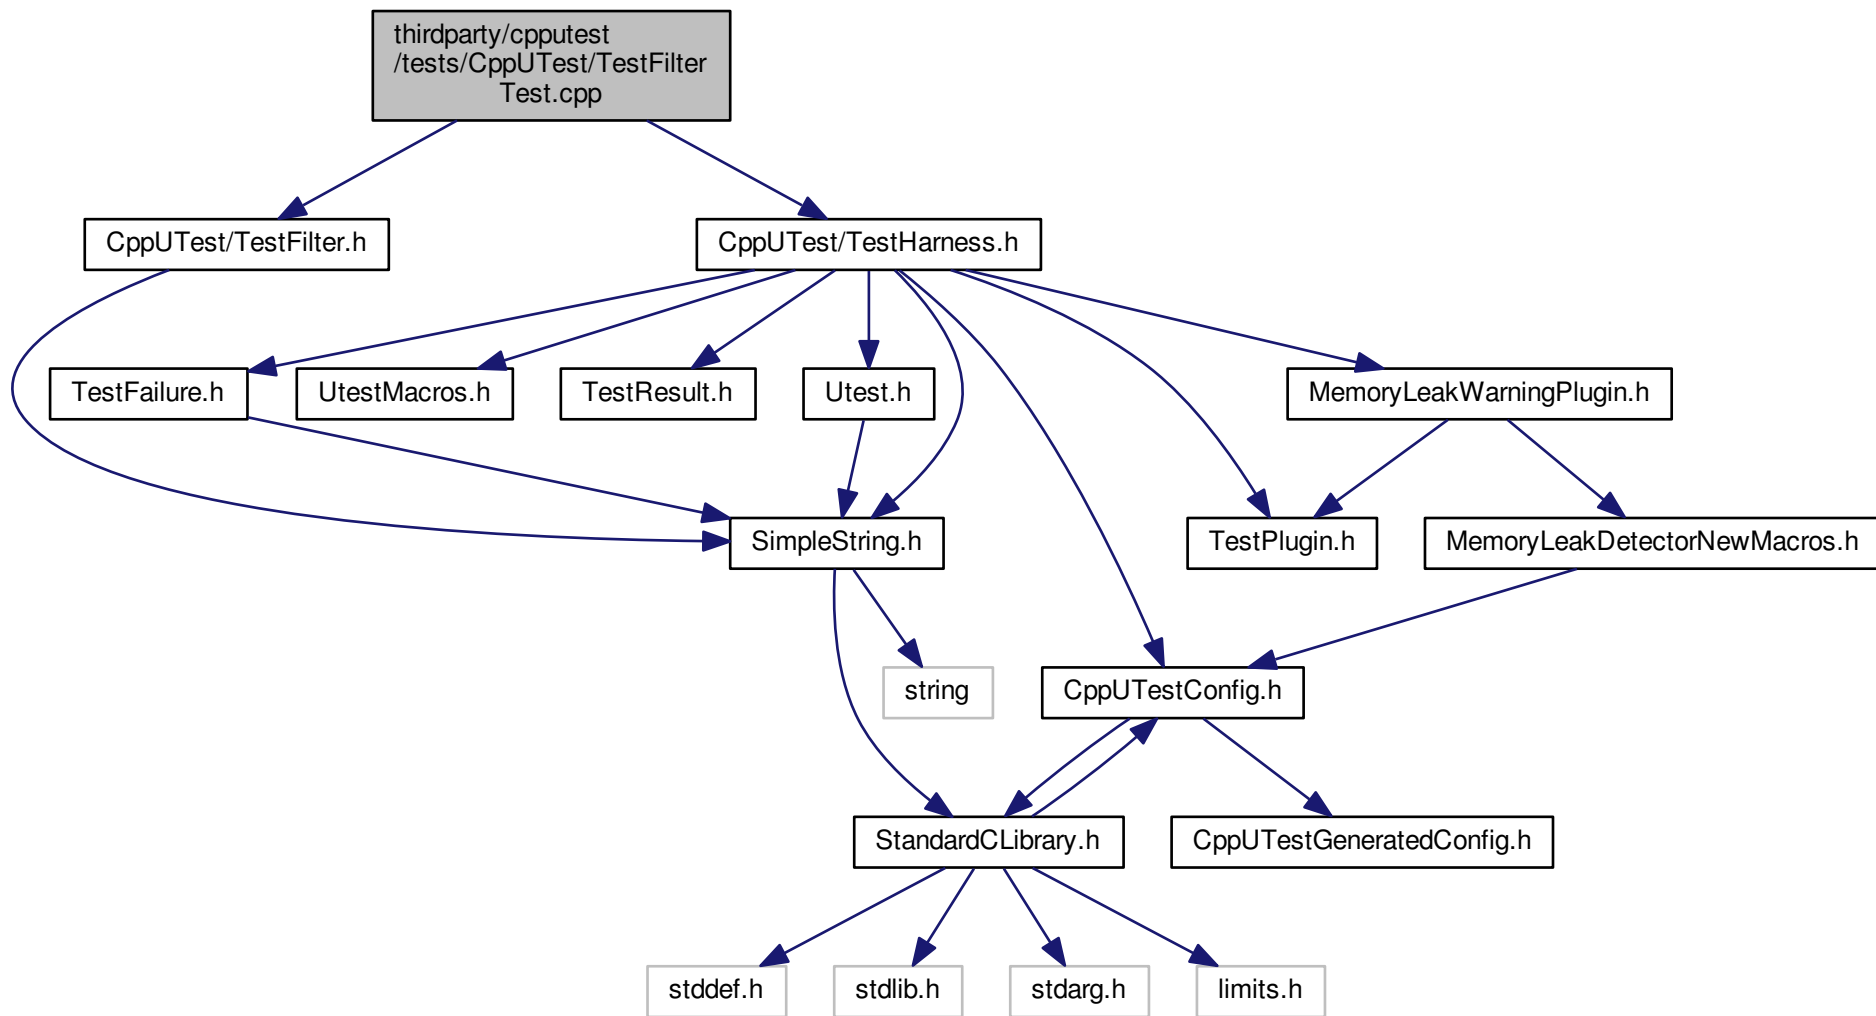 thirdparty/cpputest
/tests/CppUTest/TestFilter
Test.cpp
CppUTest/TestFilter.h
CppUTest/TestHarness.h
TestFailure.h
UtestMacros.h
TestResult.h
Utest.h
MemoryLeakWarningPlugin.h
SimpleString.h
TestPlugin.h
MemoryLeakDetectorNewMacros.h
string
CppUTestConfig.h
StandardCLibrary.h
CppUTestGeneratedConfig.h
stddef.h
stdlib.h
stdarg.h
limits.h